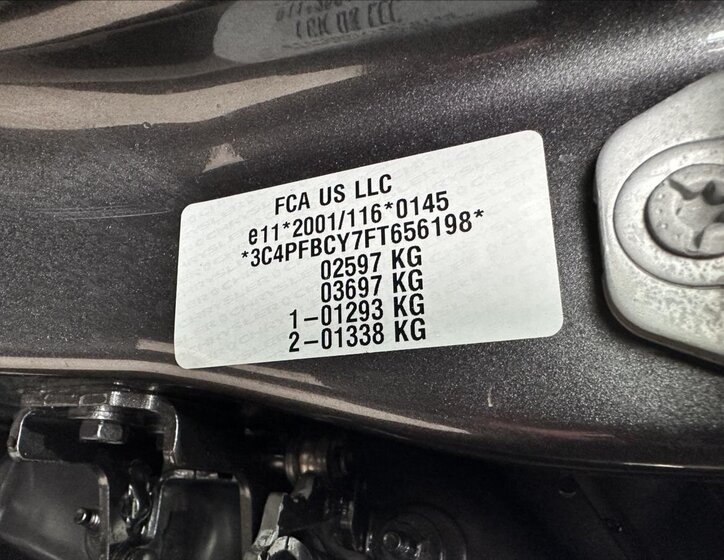 FCA US LLC
e11*2001/116*0145
*3C4PFBCY7FT656198*
02597 KG
03697 KG
1-01293 KG
2-01338 KG